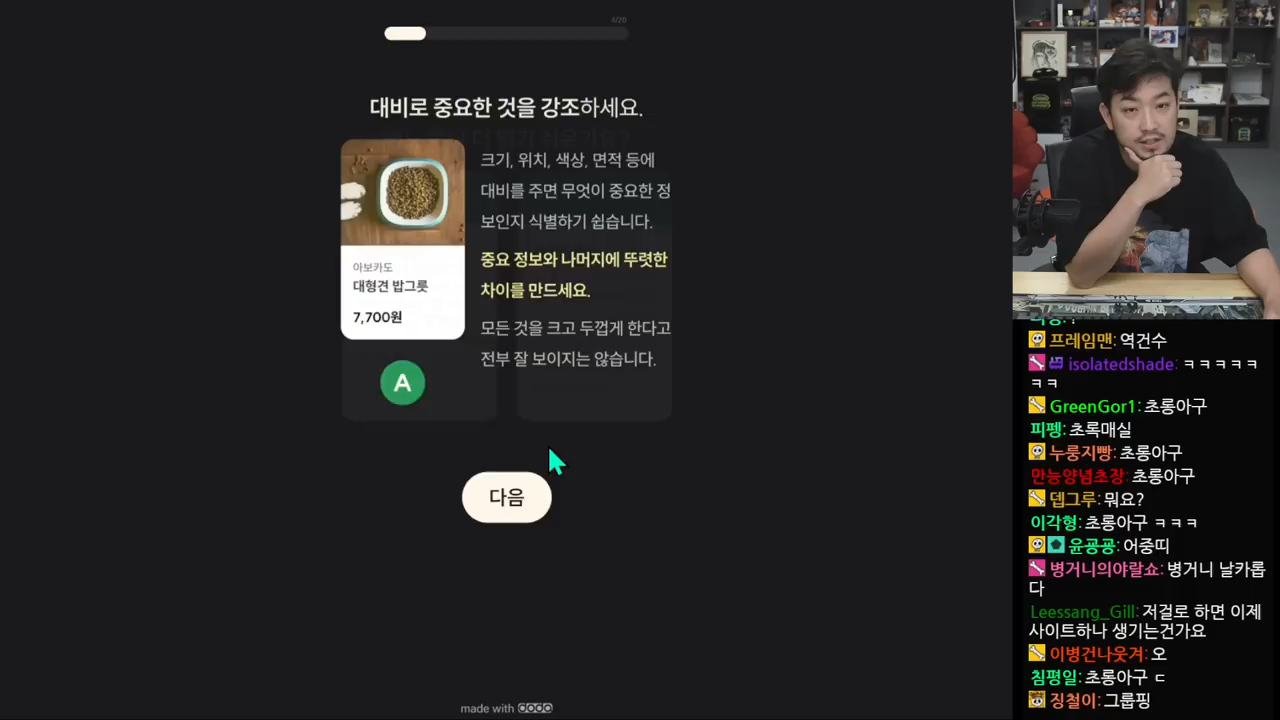 4/20
대비로 중요한 것을 강조하세요.
크기, 위치, 색상, 면적 등에
대비를 주면 무엇이 중요한 정
보인지 식별하기 쉽습니다.
중요 정보와 나머지에 뚜렷한
차이를 만드세요.
모든 것을 크고 두껍게 한다고
전부 잘 보이지는 않습니다.
아보카도
대형견 밥그릇
7,700원
A
다음
made with
프레임맨: 역건수
isolatedshade: ㅋㅋㅋㅋㅋ
ㅋㅋ
GreenGor1: 초롱아구
피펭: 초록매실
누룽지빵: 초롱아구
만능양념초장: 초롱아구
뎁그루: 뭐요?
이각형: 초롱아구 ㅋㅋㅋ
윤굥굥: 어중띠
병거니의야랄쇼: 병거니 날카롭
다
Leessang_Gill: 저걸로 하면 이제
사이트하나 생기는건가요
이병건나웃겨: 오
침평일: 초롱아구 ㄷ
징철이: 그룹핑